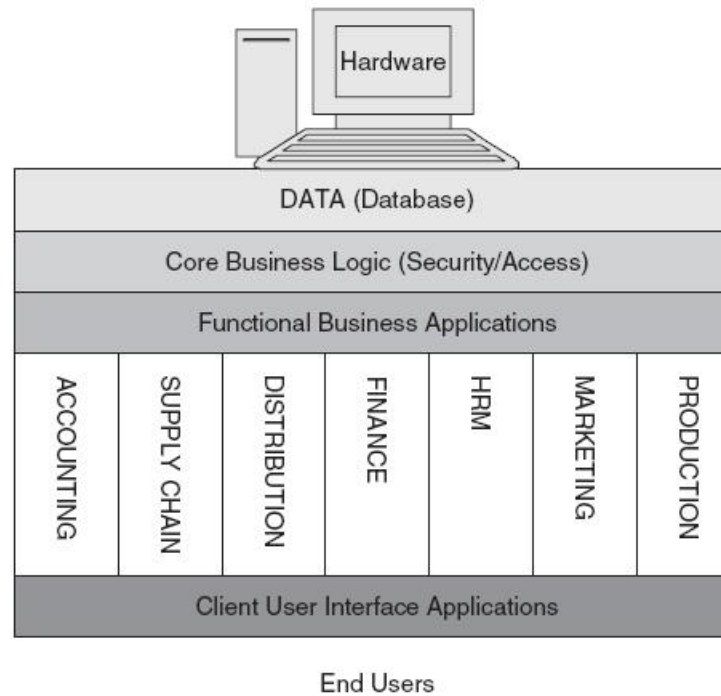 Hardware
DATA (Database)
Core Business Logic (Security/Access)
Functional Business Applications
ACCOUNTING
SUPPLY CHAIN
DISTRIBUTION
FINANCE
HRM
MARKETING
PRODUCTION
Client User Interface Applications
End Users